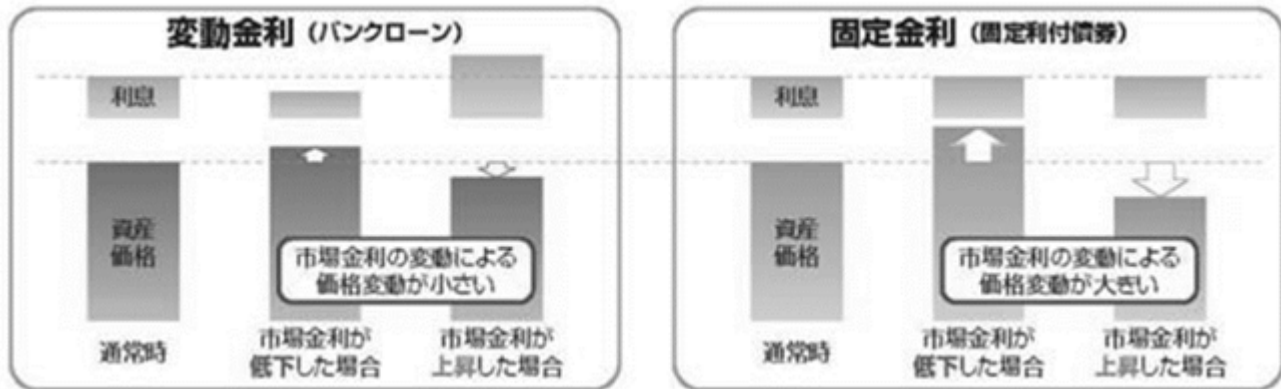 変動金利（バンクローン）
利息
資産
価格
市場金利の変動による
価格変動が小さい
通常時
市場金利が
低下した場合
市場金利が
上昇した場合
固定金利（固定利付債券）
利息
資産
価格
市場金利の変動による
価格変動が大きい
通常時
市場金利が
低下した場合
市場金利が
上昇した場合